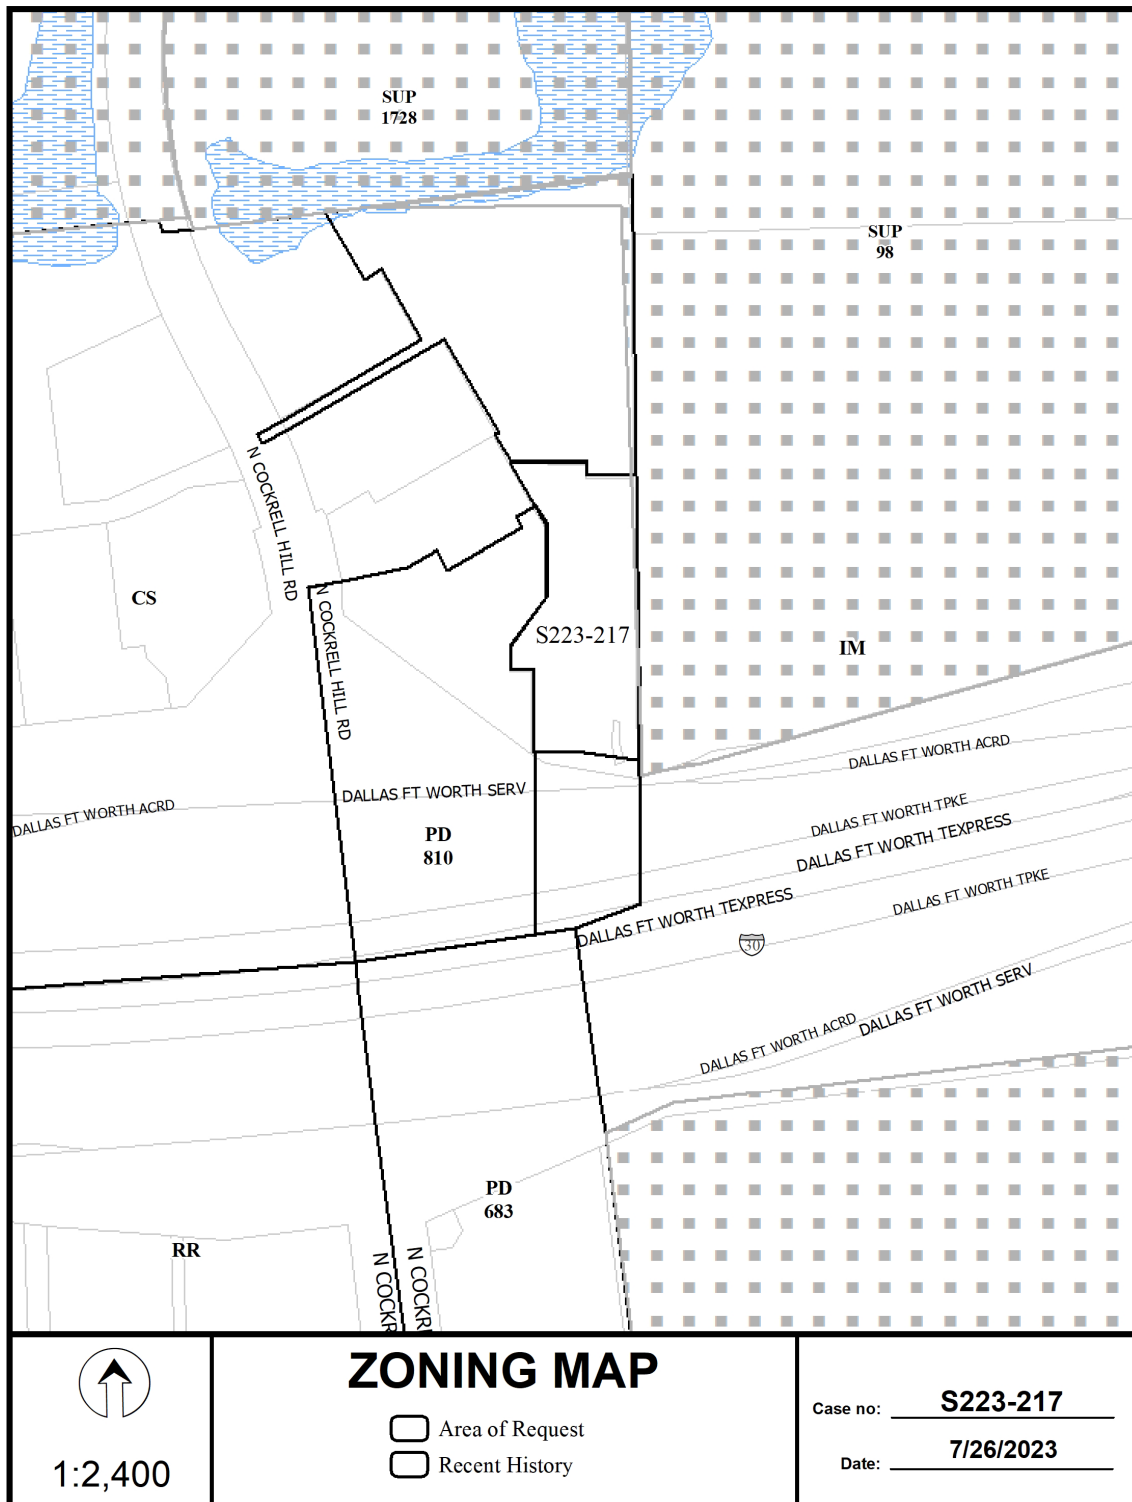 SUP
1728
SUP
98
N COCKRELL HILL RD
CS
N COCKRELL HILL RD
S223-217
IM
DALLAS FT WORTH ACRD
DALLAS FT WORTH SERV
DALLAS FT WORTH ACRD
DALLAS FT WORTH TPKE
DALLAS FT WORTH TEXPRESS
PD
810
DALLAS FT WORTH TPKE
DALLAS FT WORTH TEXPRESS
30
DALLAS FT WORTH SERV
DALLAS FT WORTH ACRD
PD
683
RR
N COCKR
N COCKR
ZONING MAP
Area of Request
Recent History
1:2,400
Case no: S223-217
Date: 7/26/2023